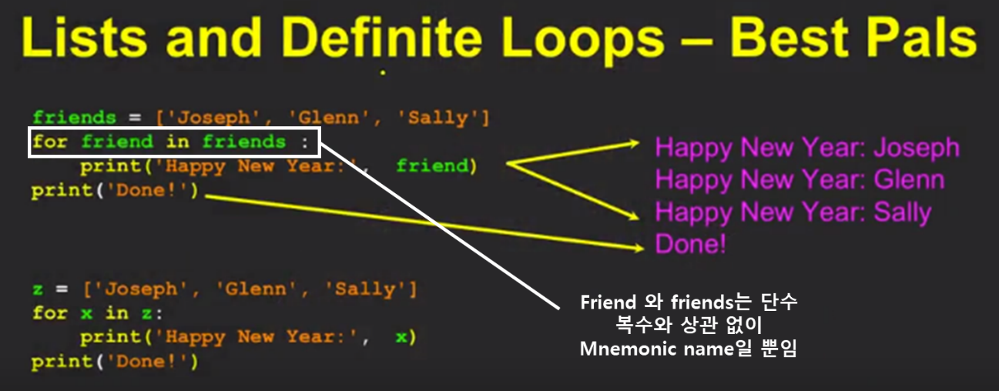 Lists and Definite Loops – Best Pals
friends = ['Joseph', 'Glenn', 'Sally']
for friend in friends :
    print('Happy New Year:', friend)
print('Done!')
Happy New Year: Joseph
Happy New Year: Glenn
Happy New Year: Sally
Done!
z = ['Joseph', 'Glenn', 'Sally']
for x in z:
    print('Happy New Year:', x)
print('Done!')
Friend 와 friends는 단수
복수와 상관 없이
Mnemonic name일 뿐임